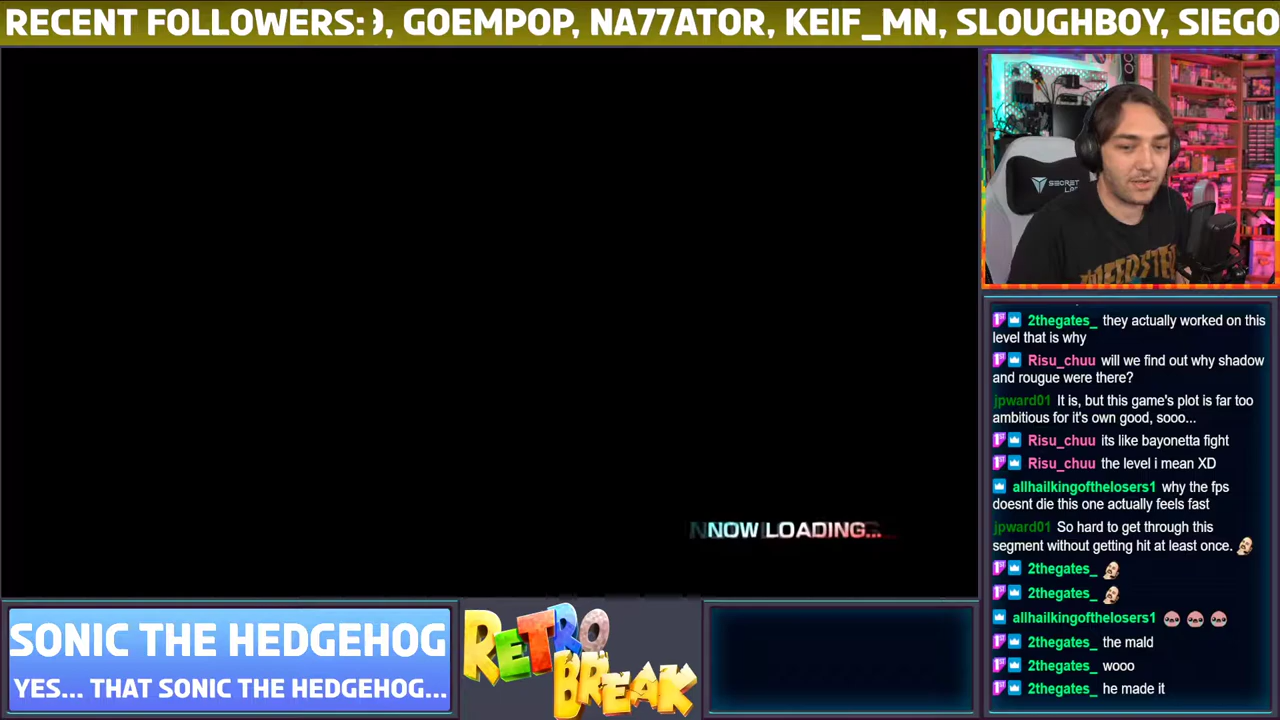 RECENT FOLLOWERS: 9, GOEMPOP, NA77ATOR, KEIF_MN, SLOUGHBOY, SIEGO
SECRET LAB
NOW LOADING...
2thegates_ they actually worked on this
level that is why
Risu_chuu will we find out why shadow
and rougue were there?
jpward01 It is, but this game's plot is far too
ambitious for it's own good, sooo...
Risu_chuu its like bayonetta fight
Risu_chuu the level i mean XD
allhailkingofthelosers1 why the fps
doesnt die this one actually feels fast
jpward01 So hard to get through this
segment without getting hit at least once.
2thegates_
2thegates_
allhailkingofthelosers1
2thegates_ the mald
2thegates_ wooo
2thegates_ he made it
SONIC THE HEDGEHOG
YES... THAT SONIC THE HEDGEHOG...
RETRO
BREAK